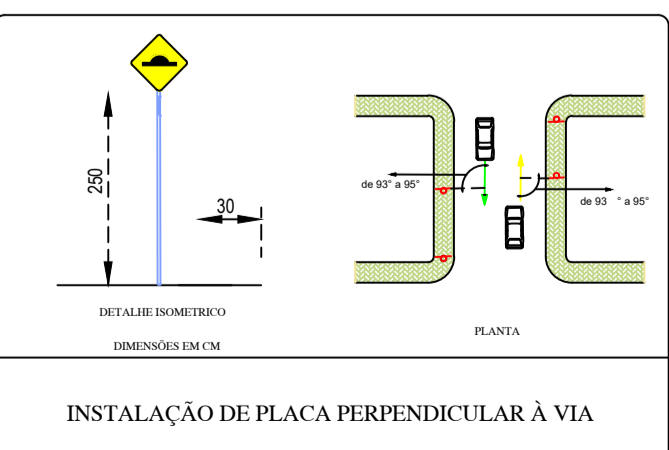 250
30
de 93° a 95°
de 93 ° a 95°
DETALHE ISOMETRICO
DIMENSÕES EM CM
PLANTA
INSTALAÇÃO DE PLACA PERPENDICULAR À VIA